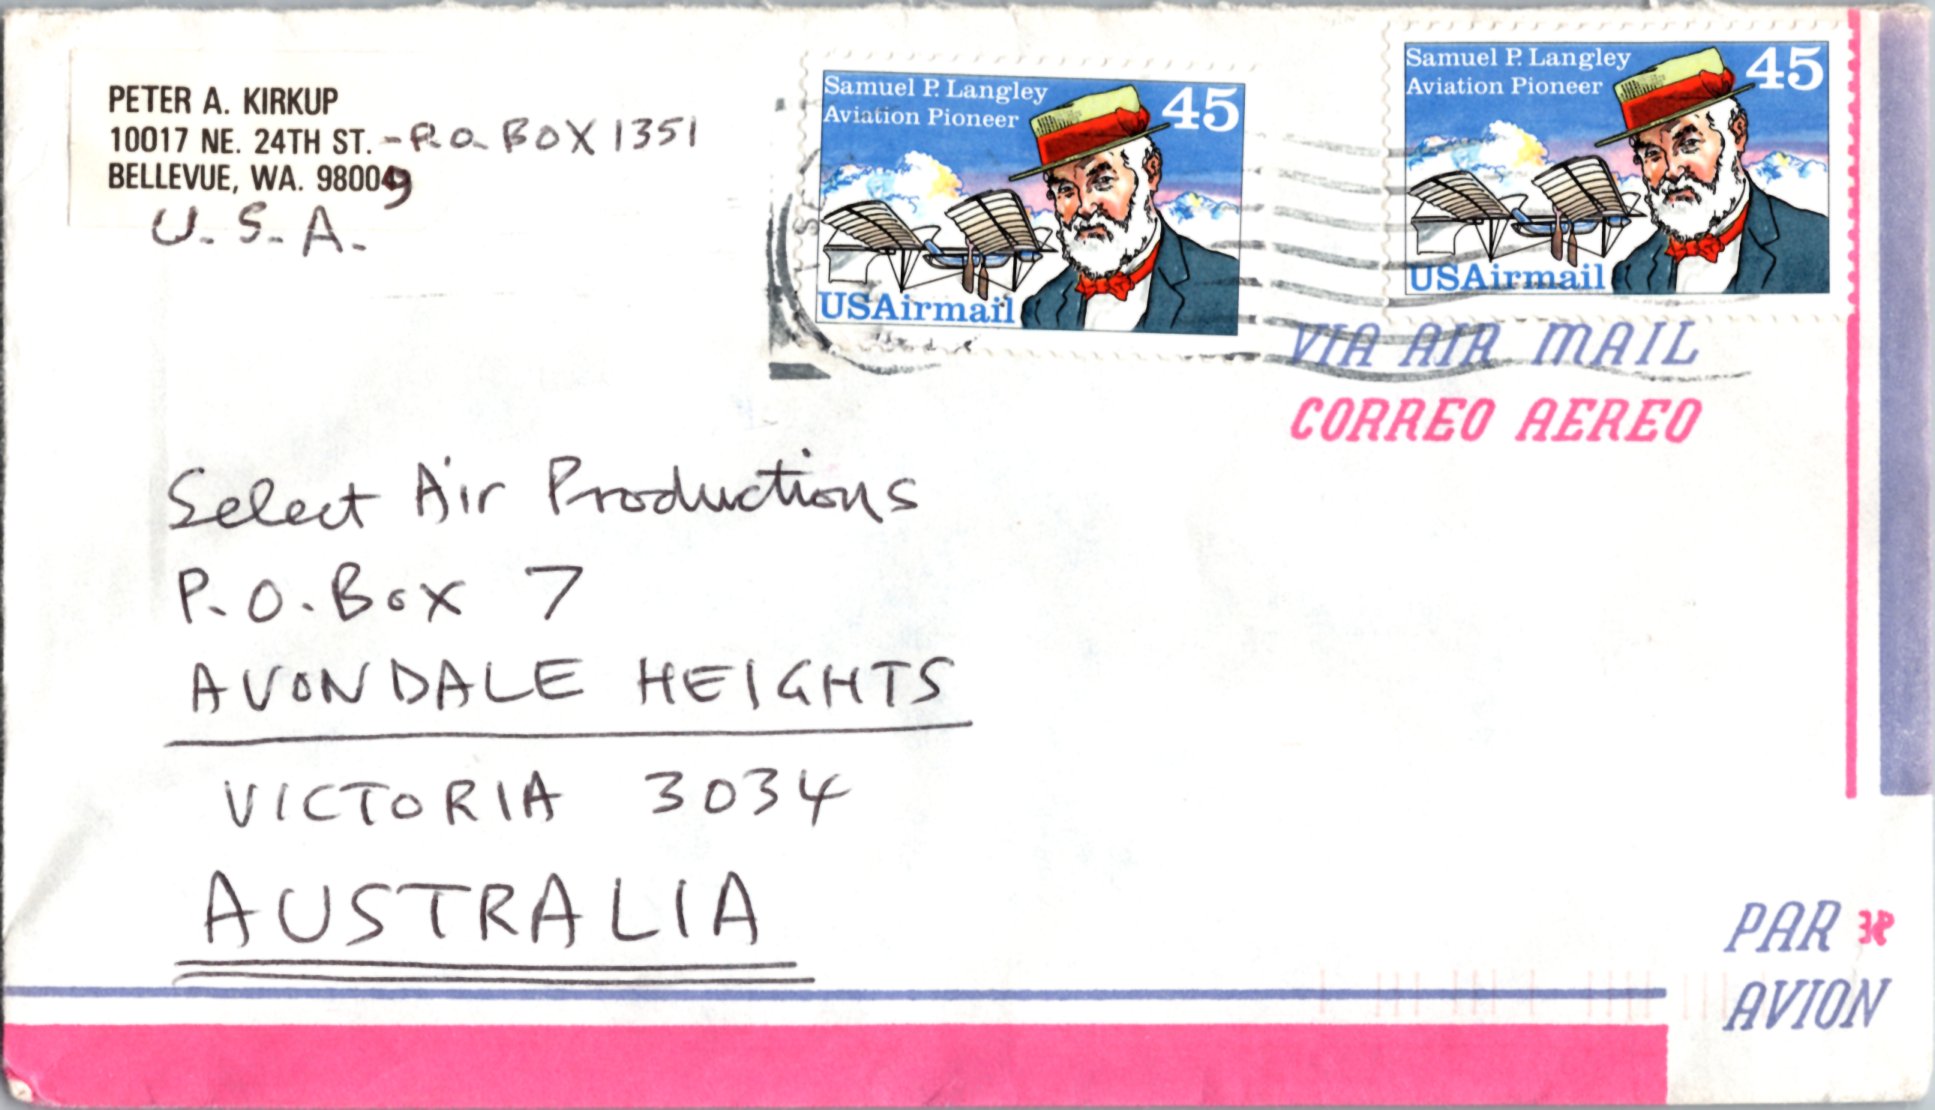 PETER A. KIRKUP
10017 NE. 24TH ST. - P.O. BOX 1351
BELLEVUE, WA. 98009
U.S.A.
Samuel P. Langley
Aviation Pioneer
45
USAirmail
Samuel P. Langley
Aviation Pioneer
45
USAirmail
VIA AIR MAIL
CORREO AEREO
Select Air Productions
P.O. Box 7
AVONDALE HEIGHTS
VICTORIA 3034
AUSTRALIA
PAR
AVION